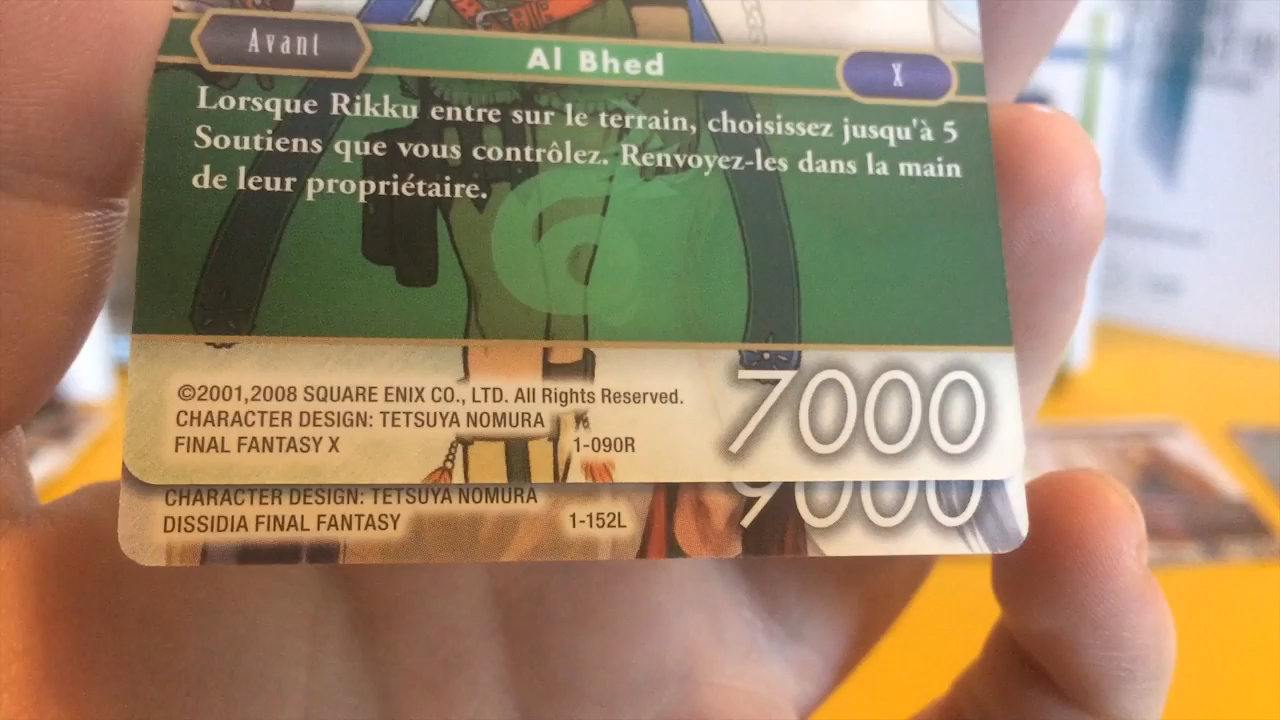 Avant
Al Bhed
X
Lorsque Rikku entre sur le terrain, choisissez jusqu'à 5
Soutiens que vous contrôlez. Renvoyez-les dans la main
de leur propriétaire.
©2001,2008 SQUARE ENIX CO., LTD. All Rights Reserved.
CHARACTER DESIGN: TETSUYA NOMURA
FINAL FANTASY X
1-090R
7000
CHARACTER DESIGN: TETSUYA NOMURA
DISSIDIA FINAL FANTASY
1-152L
9000